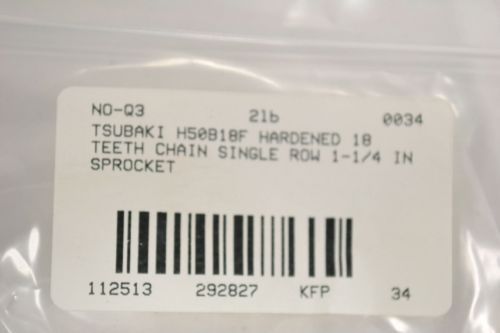 NO-Q3 2lb 0034
TSUBAKI H50B18F HARDENED 18
TEETH CHAIN SINGLE ROW 1-1/4 IN
SPROCKET
112513 292827 KFP 34